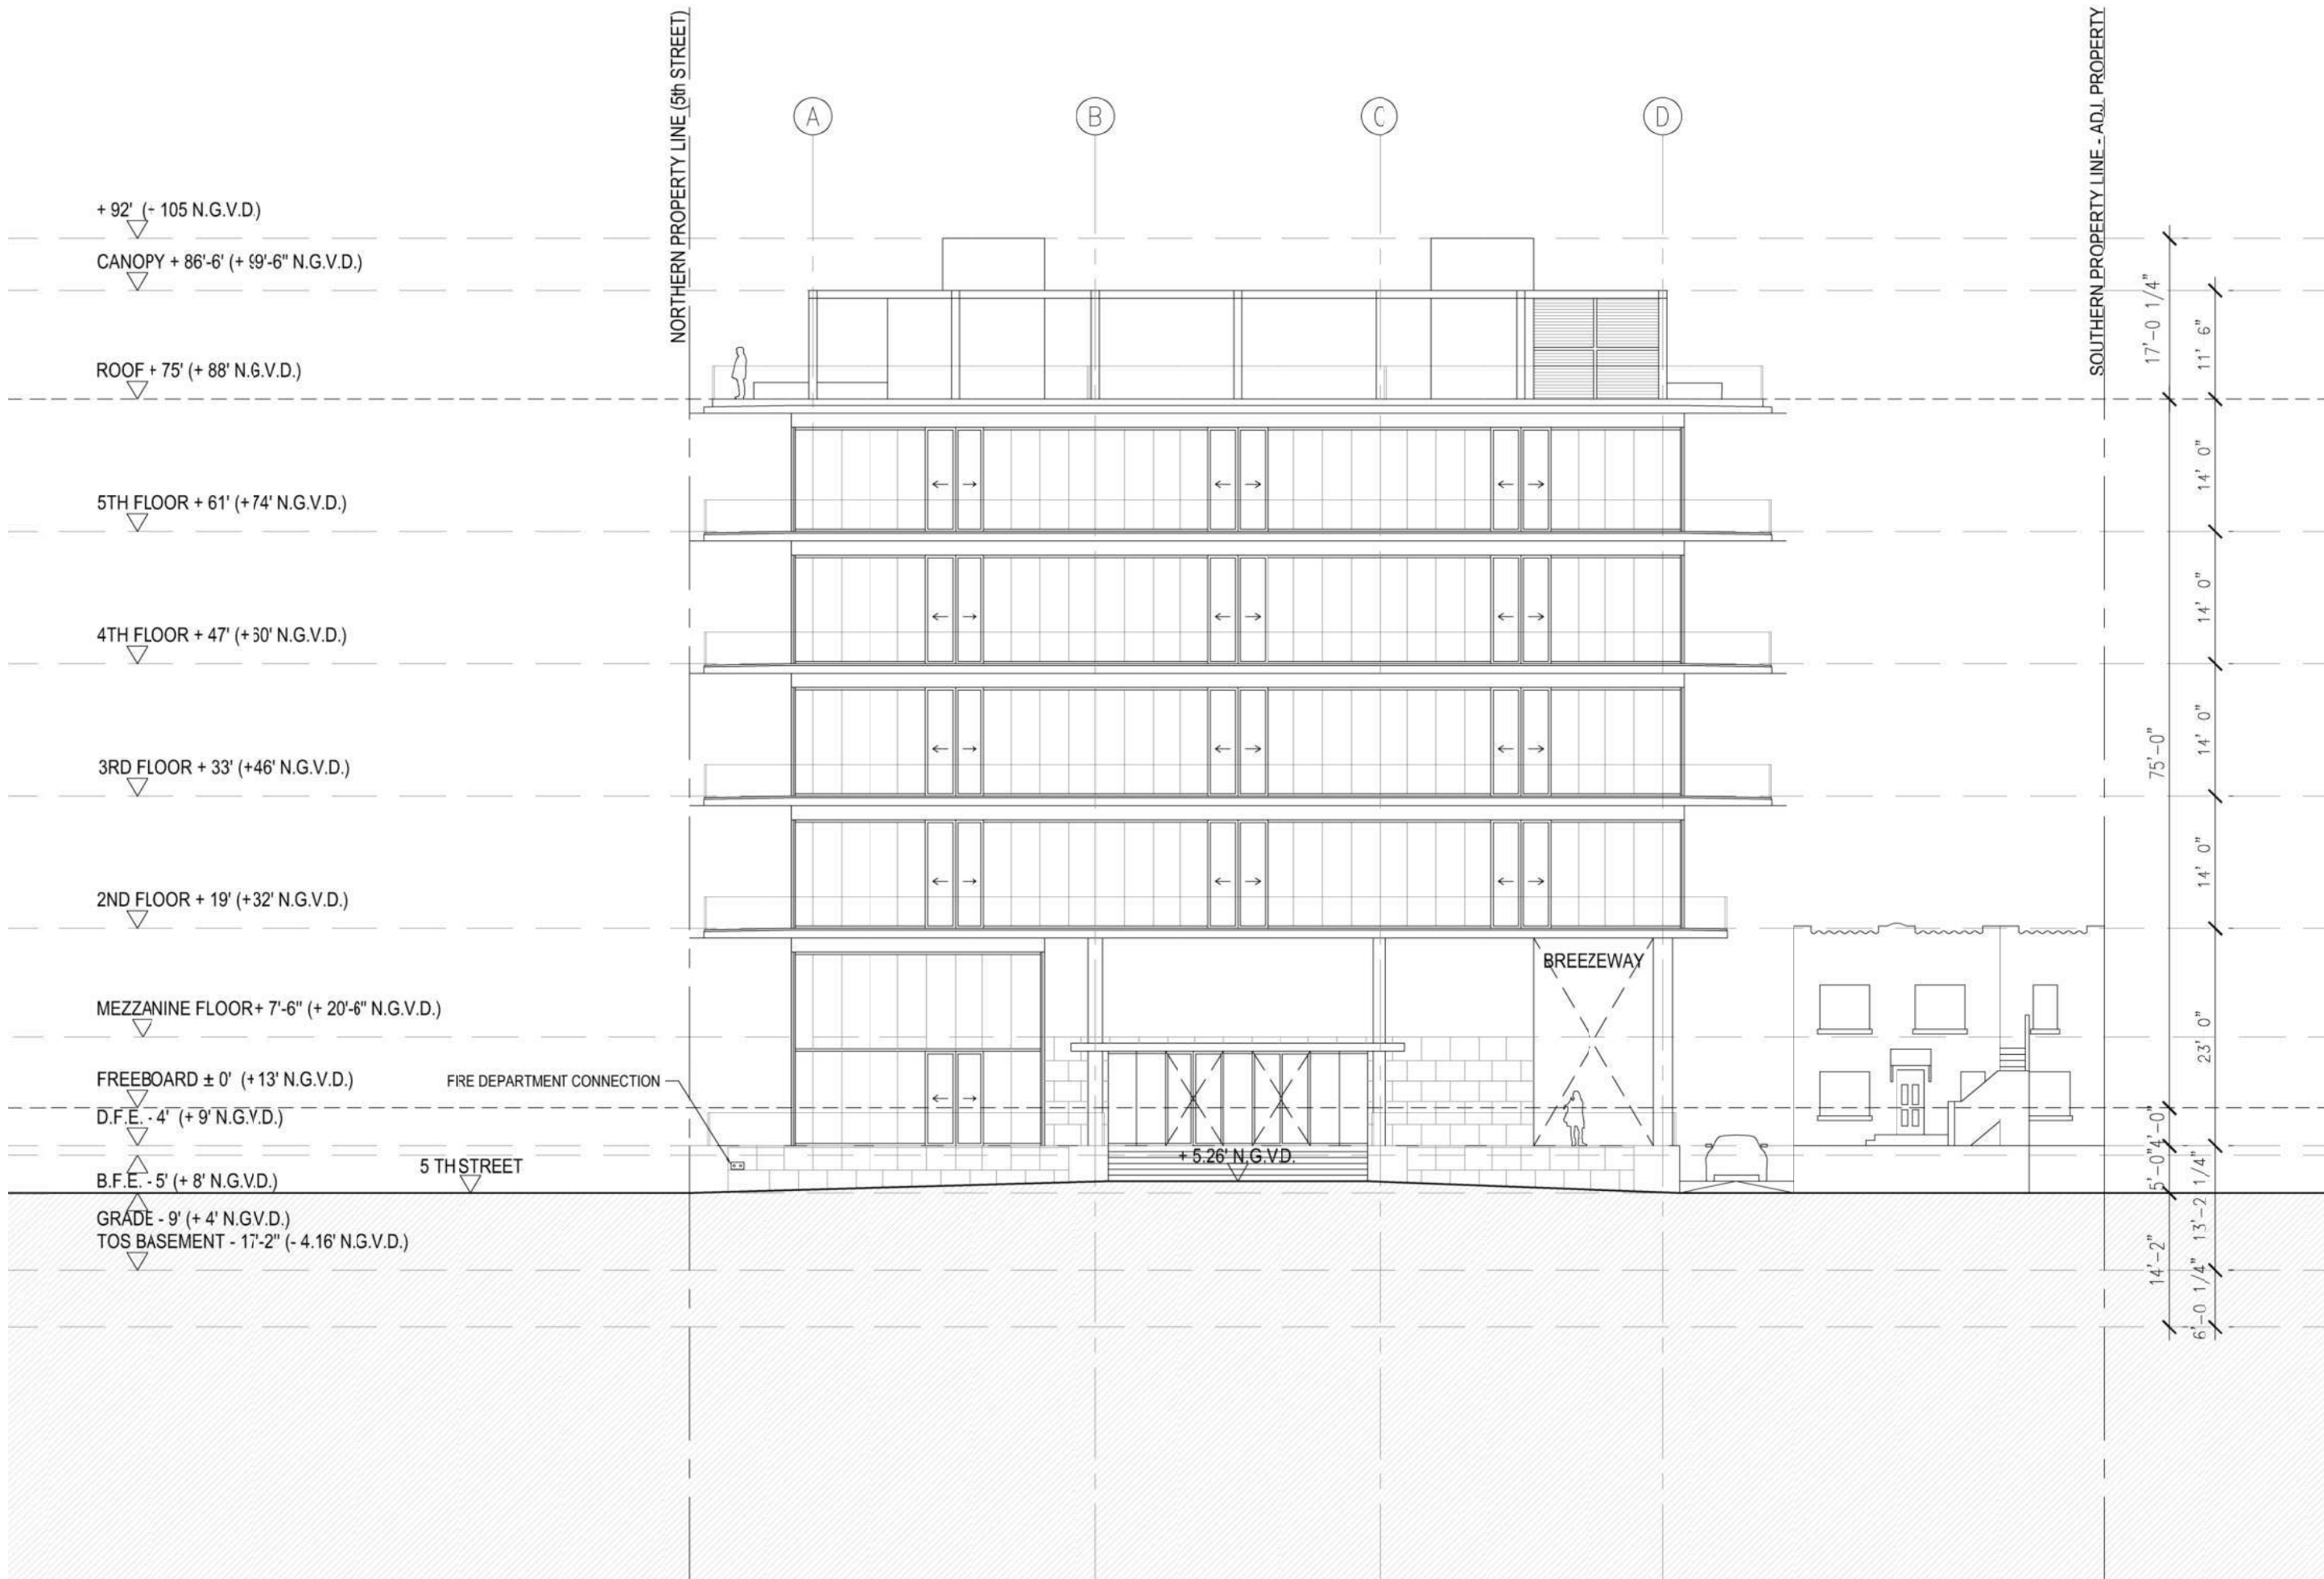 NORTHERN PROPERTY LINE (5th STREET)
A
B
C
D
SOUTHERN PROPERTY LINE - ADJ. PROPERTY
+ 92' (+ 105 N.G.V.D.)
CANOPY + 86'-6' (+ 99'-6" N.G.V.D.)
ROOF + 75' (+ 88' N.G.V.D.)
5TH FLOOR + 61' (+74' N.G.V.D.)
4TH FLOOR + 47' (+60' N.G.V.D.)
3RD FLOOR + 33' (+46' N.G.V.D.)
2ND FLOOR + 19' (+32' N.G.V.D.)
MEZZANINE FLOOR+ 7'-6" (+ 20'-6" N.G.V.D.)
FREEBOARD ± 0' (+13' N.G.V.D.)
D.F.E. - 4' (+ 9' N.G.V.D.)
B.F.E. - 5' (+ 8' N.G.V.D.)
GRADE - 9' (+ 4' N.G.V.D.)
TOS BASEMENT - 17'-2" (- 4.16' N.G.V.D.)
FIRE DEPARTMENT CONNECTION
5 TH STREET
BREEZEWAY
+ 5.26' N.G.V.D.
17'-0 1/4"
75'-0"
4'-0"
5'-0"
14'-2"
11' 6"
14' 0"
14' 0"
14' 0"
14' 0"
23' 0"
13'-2 1/4"
6'-0 1/4"